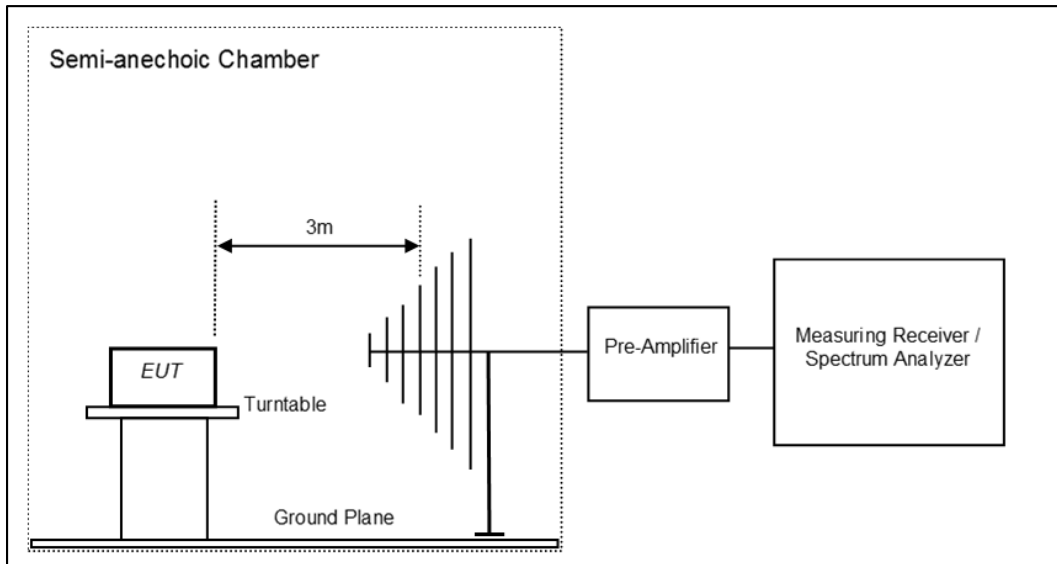 Semi-anechoic Chamber
3m
EUT
Turntable
Ground Plane
Pre-Amplifier
Measuring Receiver /
Spectrum Analyzer